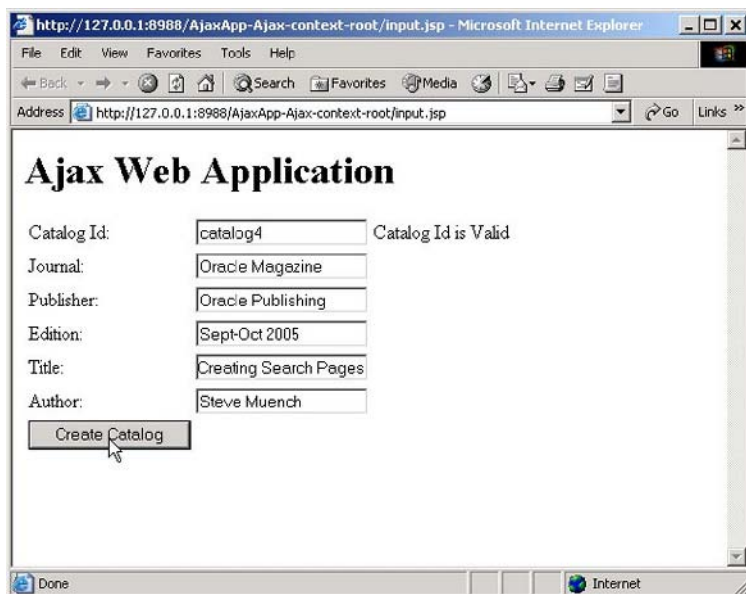 http://127.0.0.1:8988/AjaxApp-Ajax-context-root/input.jsp - Microsoft Internet Explorer
File Edit View Favorites Tools Help
Back Search Favorites Media
Address http://127.0.0.1:8988/AjaxApp-Ajax-context-root/input.jsp Go Links »
Ajax Web Application
Catalog Id: catalog4 Catalog Id is Valid
Journal: Oracle Magazine
Publisher: Oracle Publishing
Edition: Sept-Oct 2005
Title: Creating Search Pages
Author: Steve Muench
Create Catalog
Done Internet